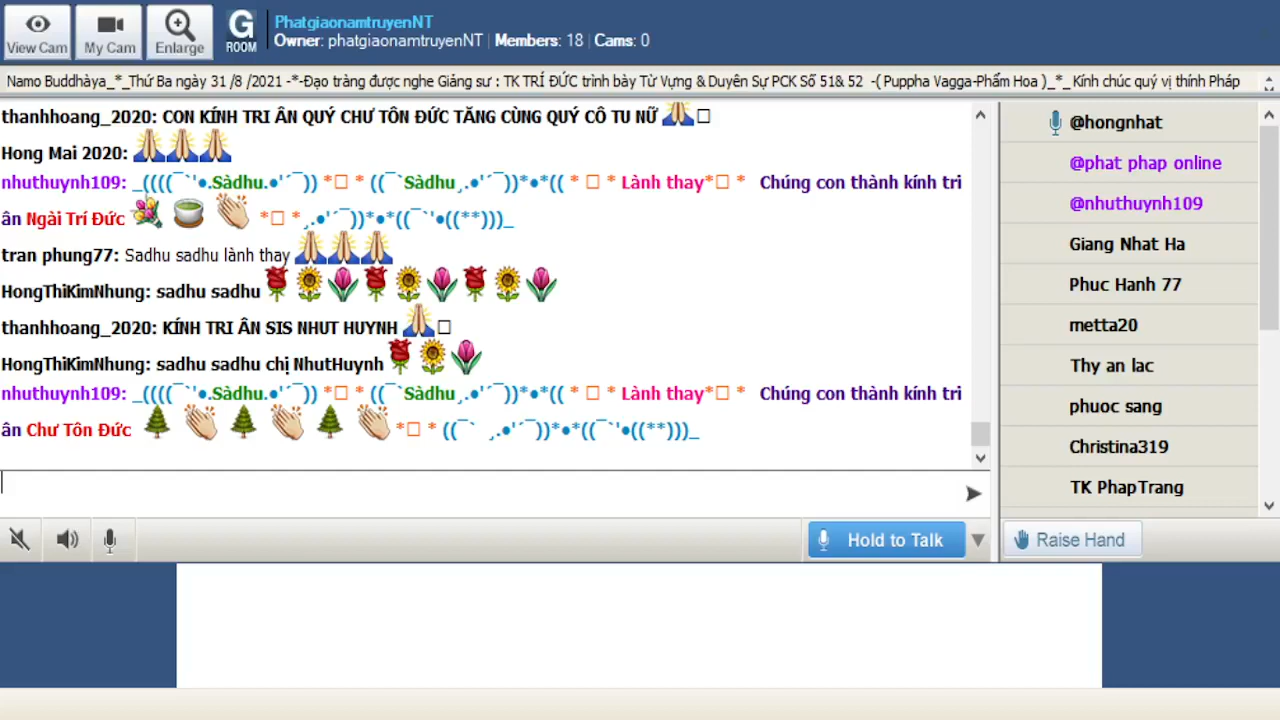 View Cam
My Cam
Enlarge
G
ROOM
PhatgiaonamtruyenNT
Owner: phatgiaonamtruyenNT | Members: 18 | Cams: 0
Namo Buddhàya_*_Thứ Ba ngày 31 /8 /2021 -*-Đạo tràng được nghe Giảng sư : TK TRÍ ĐỨC trình bày Từ Vựng & Duyên Sự PCK Số 51& 52 -( Puppha Vagga-Phẩm Hoa )_*_Kính chúc quý vị thính Pháp
thanhhoang_2020: CON KÍNH TRI ÂN QUÝ CHƯ TÔN ĐỨC TĂNG CÙNG QUÝ CÔ TU NỮ 🙏□
Hong Mai 2020: 🙏🙏🙏
nhuthuynh109: _((((¯`'●.Sàdhu.●'´¯)) *□ * ((¯`Sàdhu¸.●'´¯))*●*(( * □ * Lành thay*□ * Chúng con thành kính tri
ân Ngài Trí Đức 💐 🍵 👏 *□ *¸.●'´¯))*●*((¯`'●((**)))_
tran phung77: Sadhu sadhu lành thay 🙏🙏🙏
HongThiKimNhung: sadhu sadhu 🌹🌻🌷🌹🌻🌷🌹🌻🌷
thanhhoang_2020: KÍNH TRI ÂN SIS NHUT HUYNH 🙏□
HongThiKimNhung: sadhu sadhu chị NhutHuynh 🌹🌻🌷
nhuthuynh109: _((((¯`'●.Sàdhu.●'´¯)) *□ * ((¯`Sàdhu¸.●'´¯))*●*(( * □ * Lành thay*□ * Chúng con thành kính tri
ân Chư Tôn Đức 🌲 👏 🌲 👏 🌲 👏 *□ * ((¯` ¸.●'´¯))*●*((¯`'●((**)))_
@hongnhat
@phat phap online
@nhuthuynh109
Giang Nhat Ha
Phuc Hanh 77
metta20
Thy an lac
phuoc sang
Christina319
TK PhapTrang
Hold to Talk
Raise Hand